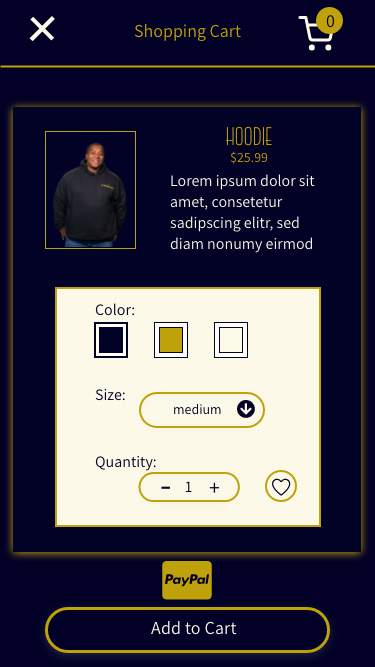 Shopping Cart
0
HOODIE
$25.99
Lorem ipsum dolor sit
amet, consetetur
sadipscing elitr, sed
diam nonumy eirmod
Color:
Size:
medium
Quantity:
- 1 +
PayPal
Add to Cart